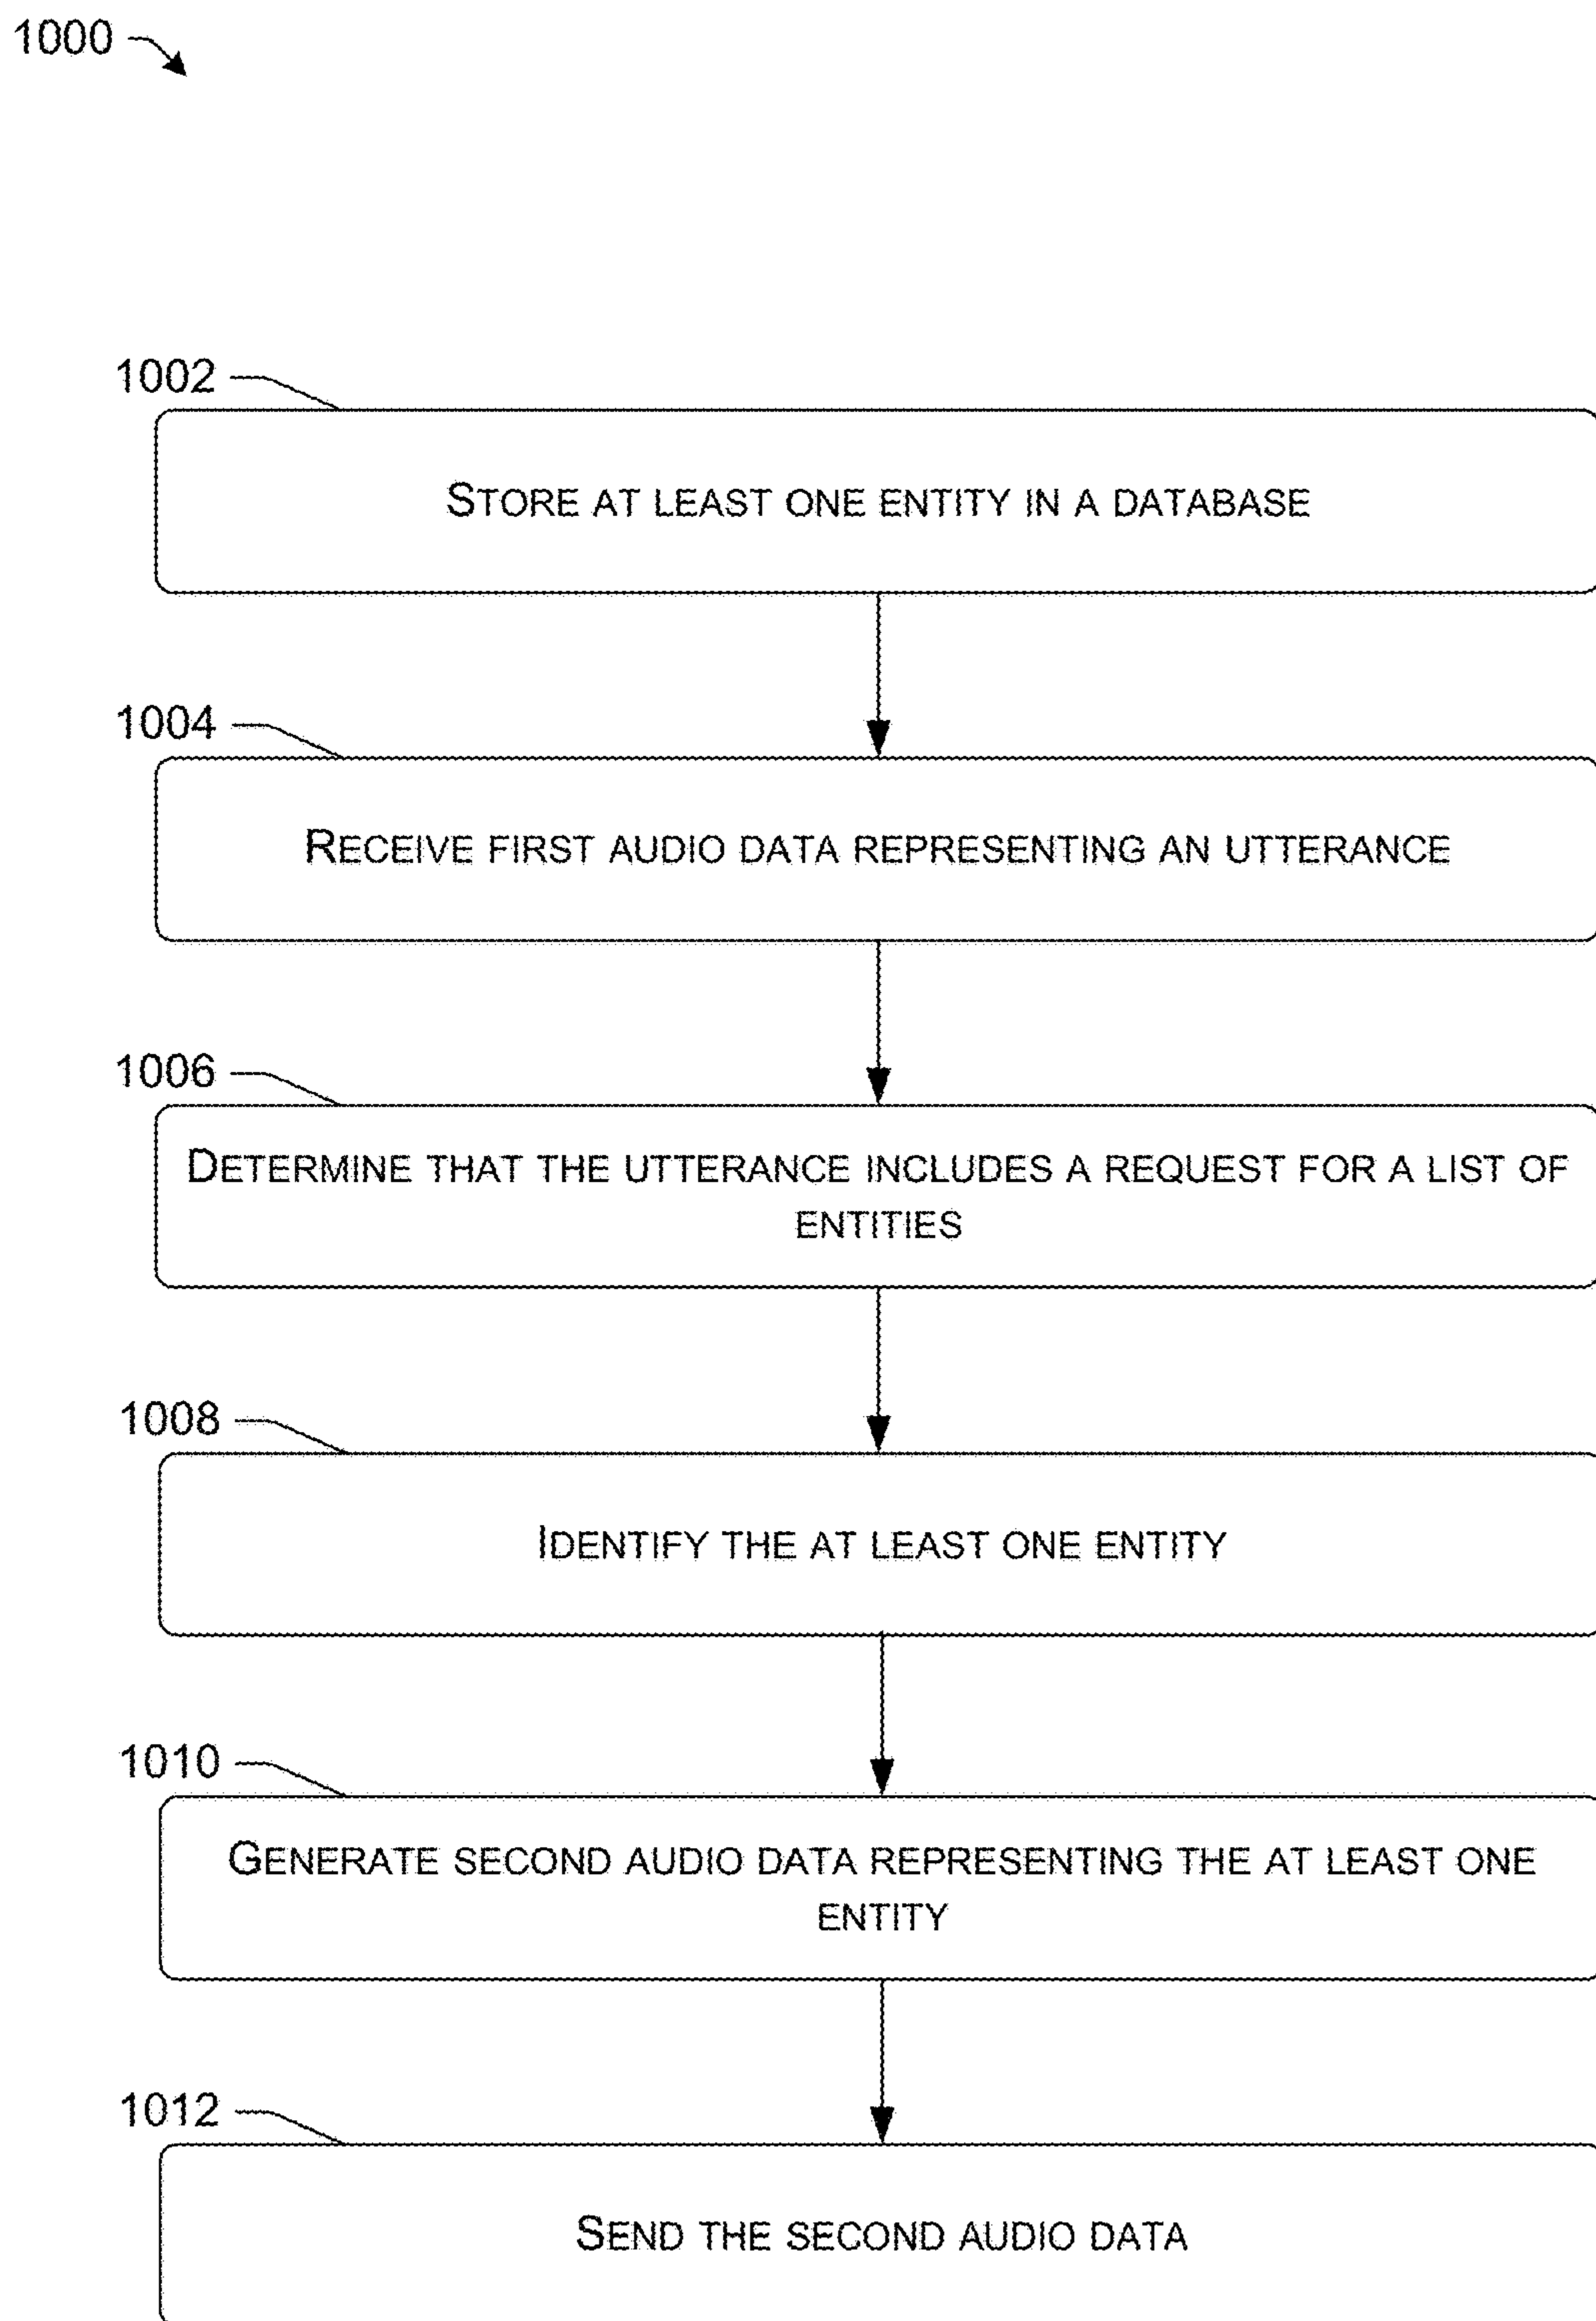 1000
1002
STORE AT LEAST ONE ENTITY IN A DATABASE
1004
RECEIVE FIRST AUDIO DATA REPRESENTING AN UTTERANCE
1006
DETERMINE THAT THE UTTERANCE INCLUDES A REQUEST FOR A LIST OF
ENTITIES
1008
IDENTIFY THE AT LEAST ONE ENTITY
1010
GENERATE SECOND AUDIO DATA REPRESENTING THE AT LEAST ONE
ENTITY
1012
SEND THE SECOND AUDIO DATA